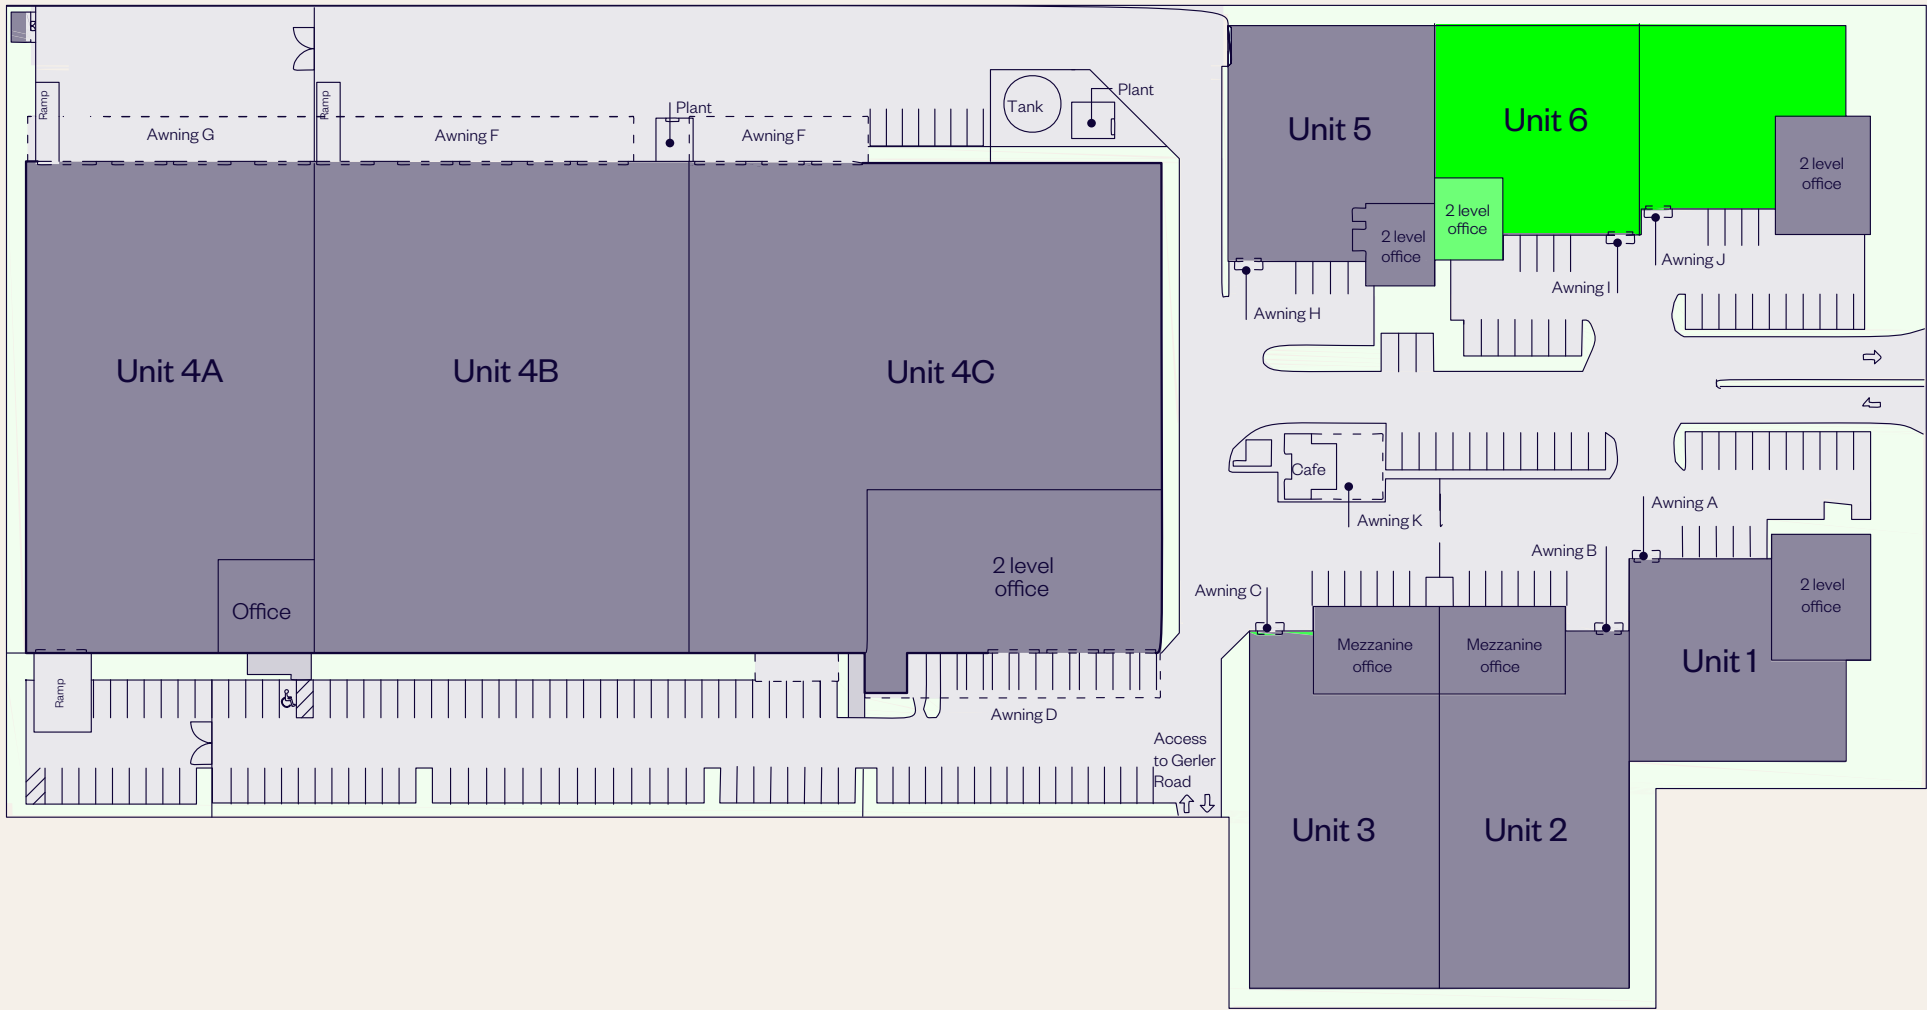 Ramp
Awning G
Ramp
Awning F
Plant
Awning F
Tank
Plant
Unit 5
Unit 6
2 level
office
2 level
office
2 level
office
Awning J
Awning I
Awning H
Unit 4A
Unit 4B
Unit 4C
Cafe
Awning K
Awning A
Awning B
Awning C
2 level
office
Office
2 level
office
Mezzanine
office
Mezzanine
office
Unit 1
Ramp
Awning D
Access
to Gerler
Road
Unit 3
Unit 2